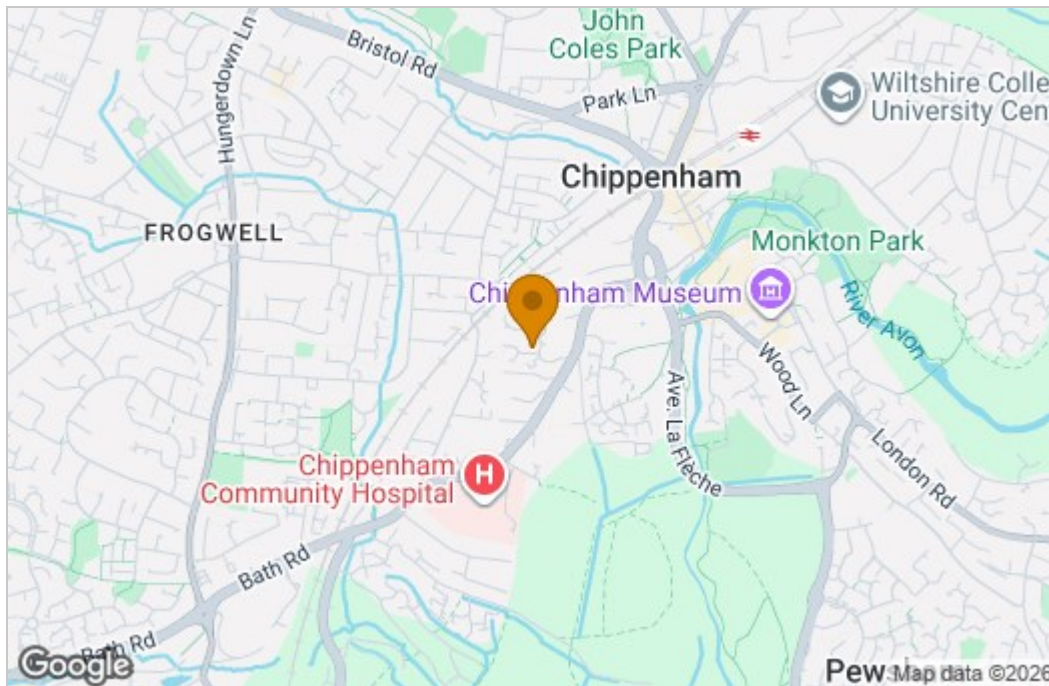 Hungerdown Ln
Bristol Rd
John
Coles Park
Park Ln
Wiltshire Colle
University Cen
Chippenham
FROGWELL
Monkton Park
Chippenham Museum
River Avon
Wood Ln
Ave. La Flèche
London Rd
Chippenham
Community Hospital
H
Bath Rd
Bath Rd
Google
Pew
Map data ©2026